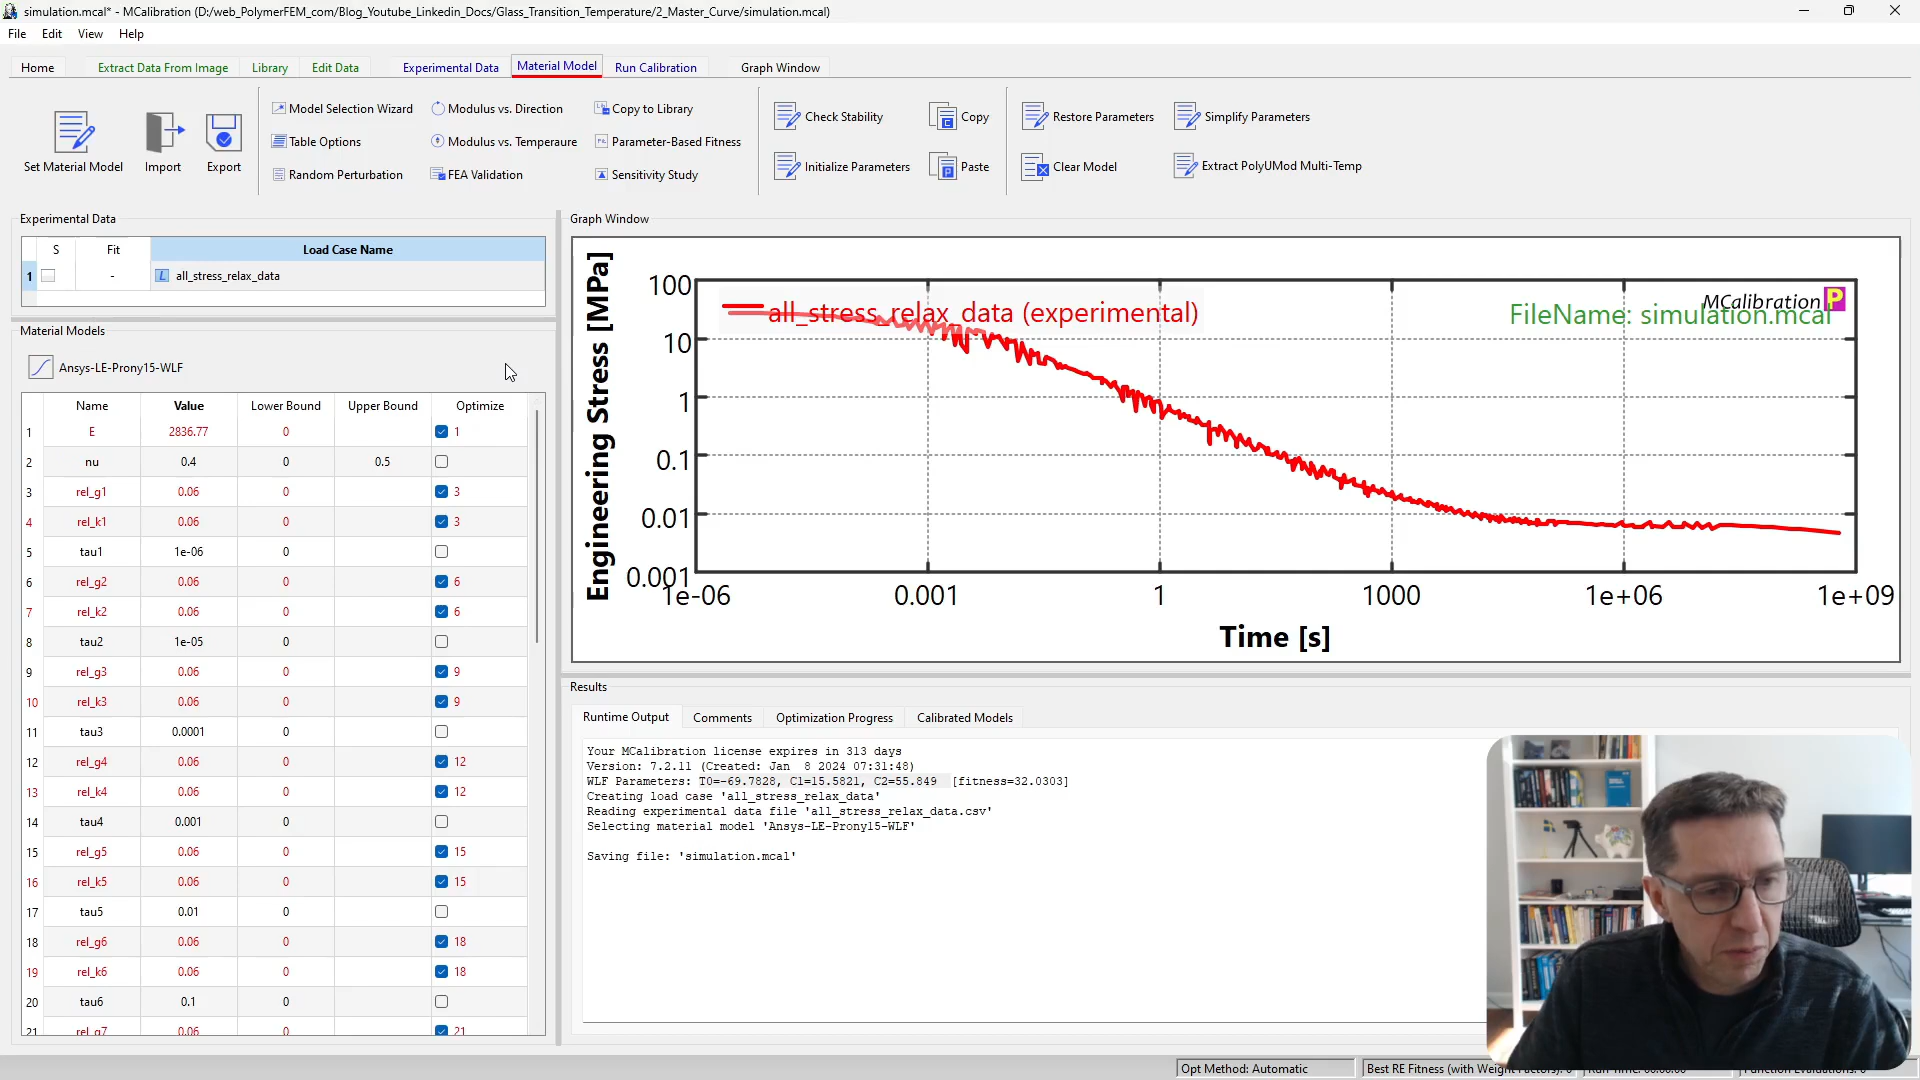 simulation.mcal* - MCalibration (D:/web_PolymerFEM_com/Blog_Youtube_Linkedin_Docs/Glass_Transition_Temperature/2_Master_Curve/simulation.mcal)
File Edit View Help
Home Extract Data From Image Library Edit Data Experimental Data Material Model Run Calibration Graph Window
Model Selection Wizard Modulus vs. Direction Copy to Library
Check Stability Copy Restore Parameters Simplify Parameters
Table Options Modulus vs. Temperaure Parameter-Based Fitness
Set Material Model Import Export
Initialize Parameters Paste Clear Model Extract PolyUMod Multi-Temp
Random Perturbation FEA Validation Sensitivity Study
Experimental Data
S Fit Load Case Name
1 - L all_stress_relax_data
Material Models
Ansys-LE-Prony15-WLF
Name Value Lower Bound Upper Bound Optimize
1 E 2836.77 0 1
2 nu 0.4 0 0.5
3 rel_g1 0.06 0 3
4 rel_k1 0.06 0 3
5 tau1 1e-06 0
6 rel_g2 0.06 0 6
7 rel_k2 0.06 0 6
8 tau2 1e-05 0
9 rel_g3 0.06 0 9
10 rel_k3 0.06 0 9
11 tau3 0.0001 0
12 rel_g4 0.06 0 12
13 rel_k4 0.06 0 12
14 tau4 0.001 0
15 rel_g5 0.06 0 15
16 rel_k5 0.06 0 15
17 tau5 0.01 0
18 rel_g6 0.06 0 18
19 rel_k6 0.06 0 18
20 tau6 0.1 0
21 rel_g7 0.06 0 21
Graph Window
Engineering Stress [MPa]
100
10
1
0.1
0.01
0.001
all_stress_relax_data (experimental)
MCalibration P
FileName: simulation.mcal
1e-06 0.001 1 1000 1e+06 1e+09
Time [s]
Results
Runtime Output Comments Optimization Progress Calibrated Models
Your MCalibration license expires in 313 days
Version: 7.2.11 (Created: Jan 8 2024 07:31:48)
WLF Parameters: T0=-69.7828, C1=15.5821, C2=55.849 [fitness=32.0303]
Creating load case 'all_stress_relax_data'
Reading experimental data file 'all_stress_relax_data.csv'
Selecting material model 'Ansys-LE-Prony15-WLF'
Saving file: 'simulation.mcal'
Opt Method: Automatic Best RE Fitness (with Weight Factors): 0